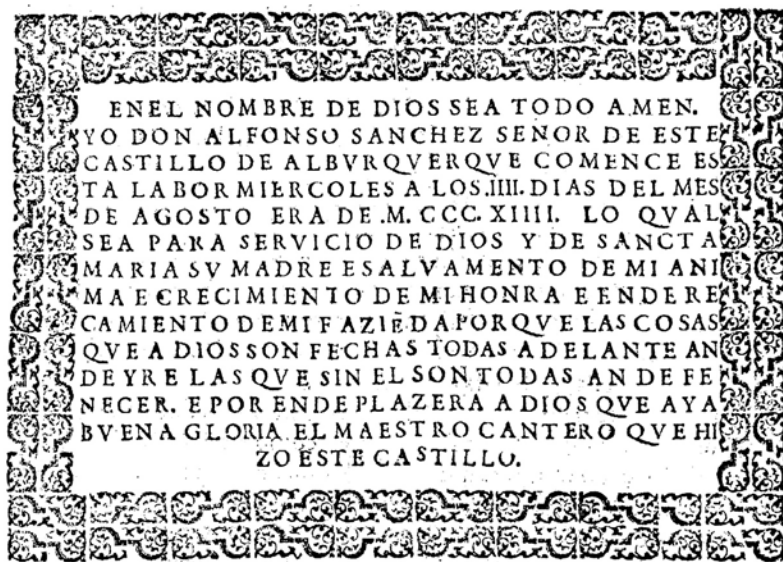 ENEL NOMBRE DE DIOS SEA TODO AMEN.
YO DON ALFONSO SANCHEZ SENOR DE ESTE
CASTILLO DE ALBVRQVERQVE COMENCE ES
TA LABOR MIERCOLES A LOS .IIII. DIAS DEL MES
DE AGOSTO ERA DE .M. CCC. XIIII. LO QVAL
SEA PARA SERVICIO DE DIOS Y DE SANCTA
MARIA SV MADRE E SALVAMENTO DE MI ANI
MA E CRECIMIENTO DE MI HONRA E ENDERE
CAMIENTO DE MI FAZIẼDA PORQVE LAS COSAS
QVE A DIOS SON FECHAS TODAS ADELANTE AN
DE YR E LAS QVE SIN EL SON TODAS AN DE FE
NECER. E POR ENDE PLAZERA A DIOS QVE AYA
BVENA GLORIA EL MAESTRO CANTERO QVE HI
ZO ESTE CASTILLO.